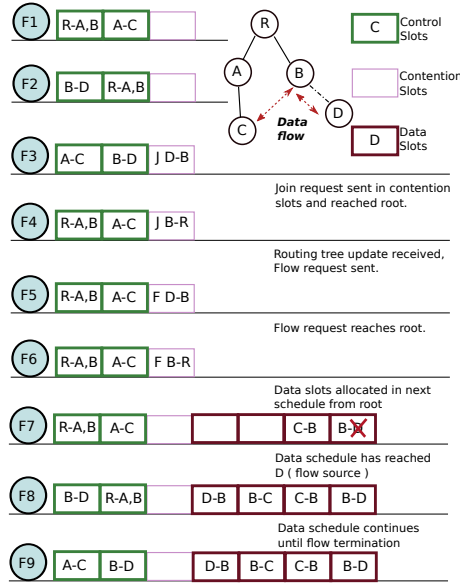 F1 R-A,B A-C
R
C Control
Slots
A B
F2 B-D R-A,B
Contention
Slots
D
C Data
flow
D Data
Slots
F3 A-C B-D J D-B
Join request sent in contention
slots and reached root.
F4 R-A,B A-C J B-R
Routing tree update received,
Flow request sent.
F5 R-A,B A-C F D-B
Flow request reaches root.
F6 R-A,B A-C F B-R
Data slots allocated in next
schedule from root
F7 R-A,B A-C C-B B-D
Data schedule has reached
D ( flow source )
F8 B-D R-A,B D-B B-C C-B B-D
Data schedule continues
until flow termination
F9 A-C B-D D-B B-C C-B B-D